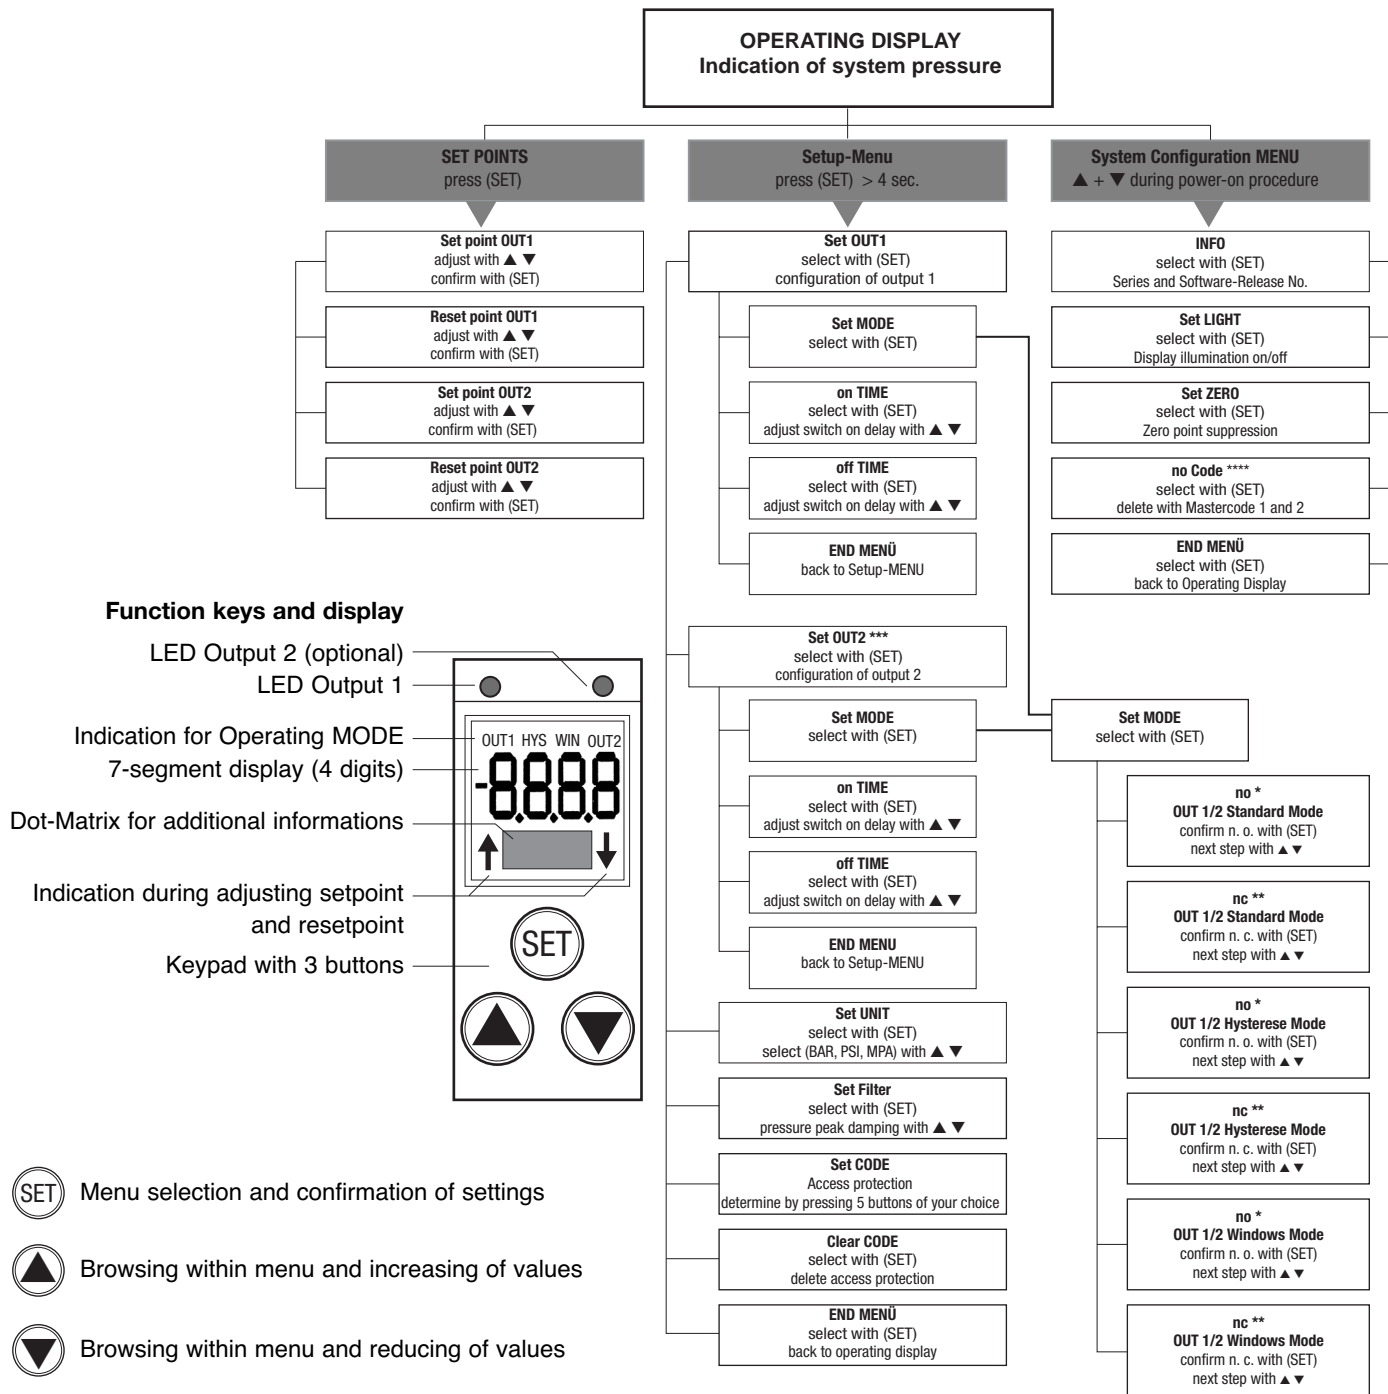 OPERATING DISPLAY
Indication of system pressure
SET POINTS
press (SET)
Set point OUT1
adjust with ▲ ▼
confirm with (SET)
Reset point OUT1
adjust with ▲ ▼
confirm with (SET)
Set point OUT2
adjust with ▲ ▼
confirm with (SET)
Reset point OUT2
adjust with ▲ ▼
confirm with (SET)
Setup-Menu
press (SET) > 4 sec.
Set OUT1
select with (SET)
configuration of output 1
Set MODE
select with (SET)
on TIME
select with (SET)
adjust switch on delay with ▲ ▼
off TIME
select with (SET)
adjust switch on delay with ▲ ▼
END MENÜ
back to Setup-MENU
Set OUT2 ***
select with (SET)
configuration of output 2
Set MODE
select with (SET)
on TIME
select with (SET)
adjust switch on delay with ▲ ▼
off TIME
select with (SET)
adjust switch on delay with ▲ ▼
END MENU
back to Setup-MENU
Set UNIT
select with (SET)
select (BAR, PSI, MPA) with ▲ ▼
Set Filter
select with (SET)
pressure peak damping with ▲ ▼
Set CODE
Access protection
determine by pressing 5 buttons of your choice
Clear CODE
select with (SET)
delete access protection
END MENÜ
select with (SET)
back to operating display
System Configuration MENU
▲ + ▼ during power-on procedure
INFO
select with (SET)
Series and Software-Release No.
Set LIGHT
select with (SET)
Display illumination on/off
Set ZERO
select with (SET)
Zero point suppression
no Code ****
select with (SET)
delete with Mastercode 1 and 2
END MENÜ
select with (SET)
back to Operating Display
Set MODE
select with (SET)
no *
OUT 1/2 Standard Mode
confirm n. o. with (SET)
next step with ▲ ▼
nc **
OUT 1/2 Standard Mode
confirm n. c. with (SET)
next step with ▲ ▼
no *
OUT 1/2 Hysterese Mode
confirm n. o. with (SET)
next step with ▲ ▼
nc **
OUT 1/2 Hysterese Mode
confirm n. c. with (SET)
next step with ▲ ▼
no *
OUT 1/2 Windows Mode
confirm n. o. with (SET)
next step with ▲ ▼
nc **
OUT 1/2 Windows Mode
confirm n. c. with (SET)
next step with ▲ ▼
Function keys and display
LED Output 2 (optional)
LED Output 1
Indication for Operating MODE
7-segment display (4 digits)
Dot-Matrix for additional informations
Indication during adjusting setpoint
and resetpoint
Keypad with 3 buttons
OUT1 HYS WIN OUT2
-8.8.8.8
SET
SET Menu selection and confirmation of settings
▲ Browsing within menu and increasing of values
▼ Browsing within menu and reducing of values